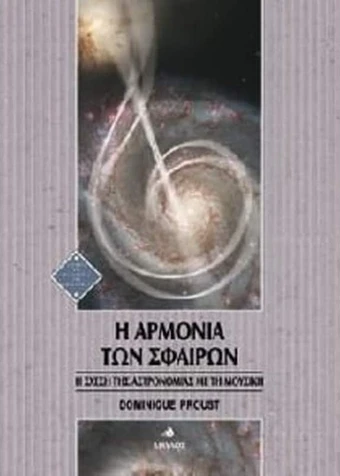 Η ΑΡΜΟΝΙΑ
ΤΩΝ ΣΦΑΙΡΩΝ
Η ΣΧΕΣΗ ΤΗΣ ΑΣΤΡΟΝΟΜΙΑΣ ΜΕ ΤΗ ΜΟΥΣΙΚΗ
DOMINIQUE PROUST